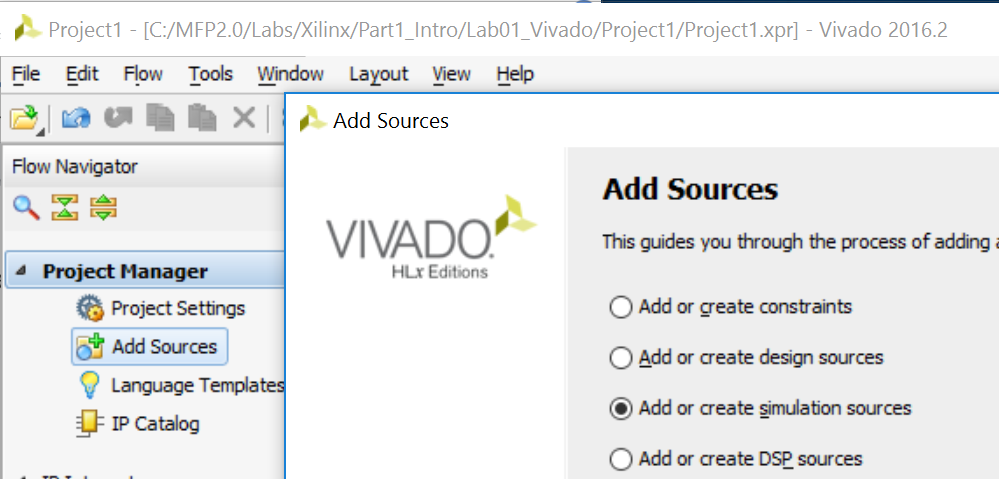 Project1 - [C:/MFP2.0/Labs/Xilinx/Part1_Intro/Lab01_Vivado/Project1/Project1.xpr] - Vivado 2016.2
File Edit Flow Tools Window Layout View Help
Add Sources
Flow Navigator
Project Manager
Project Settings
Add Sources
Language Templates
IP Catalog
VIVADO.
HLx Editions
Add Sources
This guides you through the process of adding
Add or create constraints
Add or create design sources
Add or create simulation sources
Add or create DSP sources